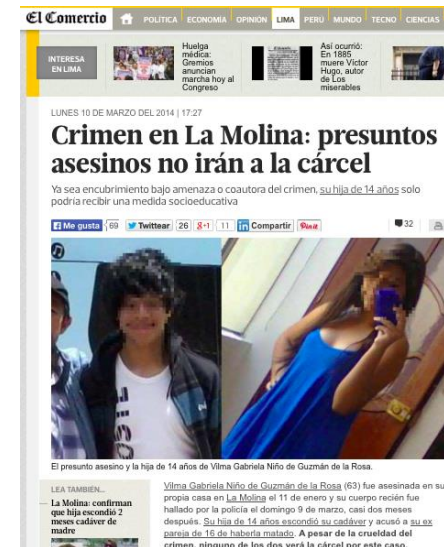 El Comercio
POLITICA ECONOMÍA OPINIÓN LIMA PERÚ MUNDO TECNO CIENCIAS
INTERESA
EN LIMA
Huelga
médica:
Gremios
anuncian
marcha hoy al
Congreso
Así ocurrió:
En 1885
muere Víctor
Hugo, autor
de Los
miserables
LUNES 10 DE MARZO DEL 2014 | 17:27
Crimen en La Molina: presuntos
asesinos no irán a la cárcel
Ya sea encubrimiento bajo amenaza o coautora del crimen, su hija de 14 años solo
podría recibir una medida socioeducativa
Me gusta 69 Twittear 26 g+1 11 Compartir Pinit 32
El presunto asesino y la hija de 14 años de Vilma Gabriela Niño de Guzmán de la Rosa.
LEA TAMBIÉN...
La Molina: confirman
que hija escondió 2
meses cadáver de
madre
Vilma Gabriela Niño de Guzmán de la Rosa (63) fue asesinada en su
propia casa en La Molina el 11 de enero y su cuerpo recién fue
hallado por la policía el domingo 9 de marzo, casi dos meses
después. Su hija de 14 años escondió su cadáver y acusó a su ex
pareja de 16 de haberla matado. A pesar de la crueldad del
crimen, ninguno de los dos verá la cárcel por este caso.